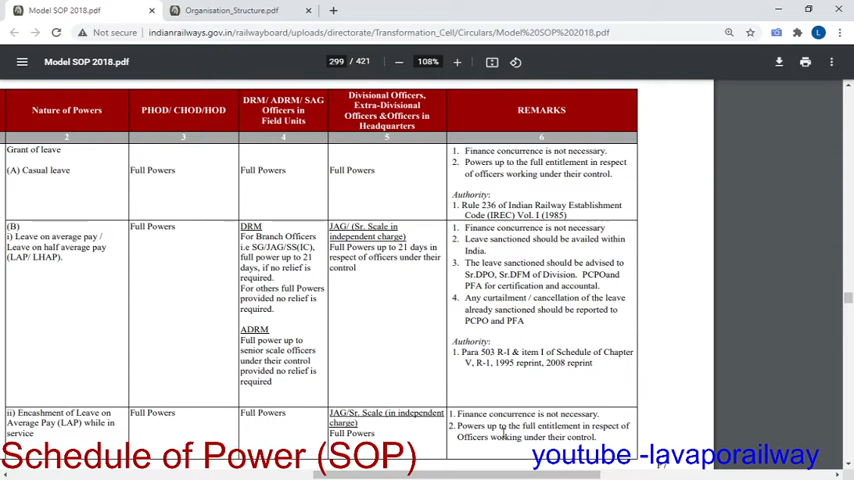 Model SOP 2018.pdf
Organisation_Structure.pdf
Not secure
indianrailways.gov.in/railwayboard/uploads/directorate/Transformation_Cell/Circulars/Model%20SOP%202018.pdf
L
Model SOP 2018.pdf
299 / 421
108%
Nature of Powers
PHOD/ CHOD/HOD
DRM/ ADRM/ SAG
Officers in
Field Units
Divisional Officers,
Extra-Divisional
Officers &Officers in
Headquarters
REMARKS
2
3
4
5
6
Grant of leave
(A) Casual leave
Full Powers
Full Powers
Full Powers
1. Finance concurrence is not necessary.
2. Powers up to the full entitlement in respect
of officers working under their control.
Authority:
1. Rule 236 of Indian Railway Establishment
Code (IREC) Vol. I (1985)
(B)
i) Leave on average pay /
Leave on half average pay
(LAP/ LHAP).
Full Powers
DRM
For Branch Officers
i.e SG/JAG/SS(IC),
full power up to 21
days, if no relief is
required.
For others full Powers
provided no relief is
required.
ADRM
Full power up to
senior scale officers
under their control
provided no relief is
required
JAG/ (Sr. Scale in
independent charge)
Full Powers up to 21 days in
respect of officers under their
control
1. Finance concurrence is not necessary
2. Leave sanctioned should be availed within
India.
3. The leave sanctioned should be advised to
Sr.DPO, Sr.DFM of Division. PCPOand
PFA for certification and accountal.
4. Any curtailment / cancellation of the leave
already sanctioned should be reported to
PCPO and PFA
Authority:
1. Para 503 R-I & item I of Schedule of Chapter
V, R-1, 1995 reprint, 2008 reprint
ii) Encashment of Leave on
Average Pay (LAP) while in
service
Full Powers
Full Powers
JAG/Sr. Scale (in independent
charge)
Full Powers
1. Finance concurrence is not necessary.
2. Powers up to the full entitlement in respect of
Officers working under their control.
Schedule of Power (SOP)
youtube -lavaporailway